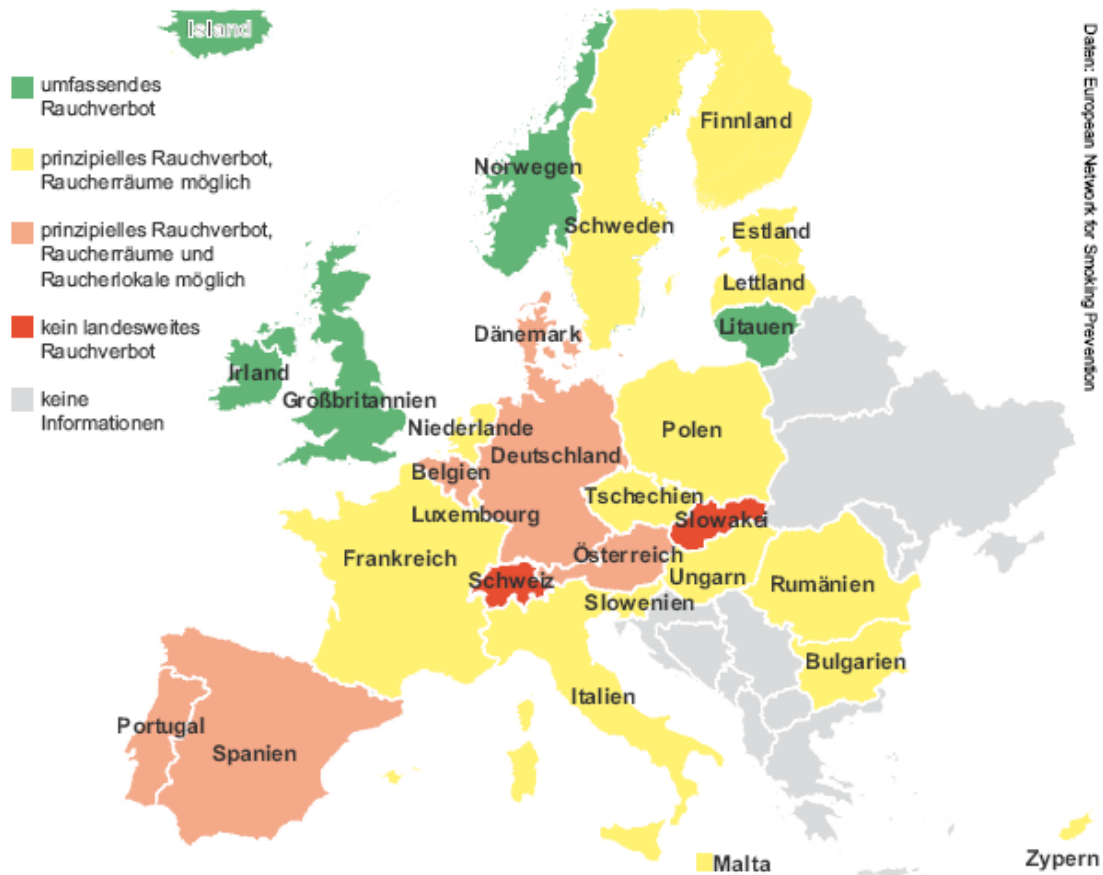 Island
umfassendes
Rauchverbot
prinzipielles Rauchverbot,
Raucherräume möglich
prinzipielles Rauchverbot,
Raucherräume und
Raucherlokale möglich
kein landesweites
Rauchverbot
keine
Informationen
Daten: European Network for Smoking Prevention
Finnland
Norwegen
Schweden
Estland
Lettland
Litauen
Dänemark
Irland
Großbritannien
Niederlande
Polen
Deutschland
Belgien
Tschechien
Luxembourg
Slowakei
Frankreich
Österreich
Schweiz
Ungarn
Rumänien
Slowenien
Bulgarien
Italien
Portugal
Spanien
Malta
Zypern